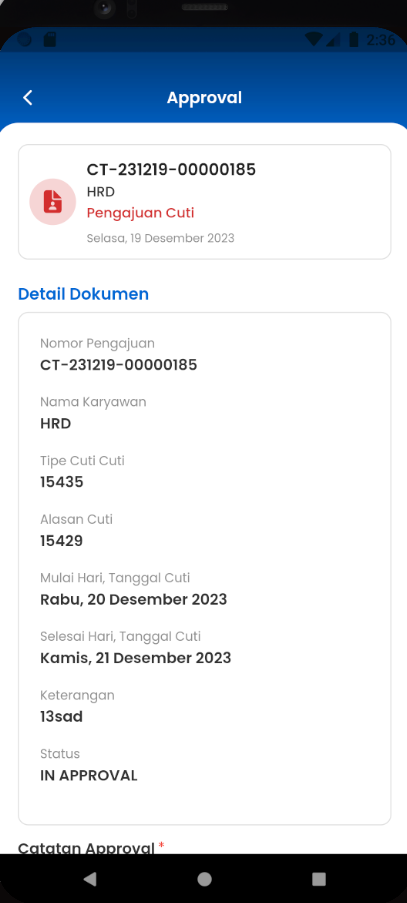 2:36
Approval
CT-231219-00000185
HRD
Pengajuan Cuti
Selasa, 19 Desember 2023
Detail Dokumen
Nomor Pengajuan
CT-231219-00000185
Nama Karyawan
HRD
Tipe Cuti Cuti
15435
Alasan Cuti
15429
Mulai Hari, Tanggal Cuti
Rabu, 20 Desember 2023
Selesai Hari, Tanggal Cuti
Kamis, 21 Desember 2023
Keterangan
13sad
Status
IN APPROVAL
Catatan Approval *